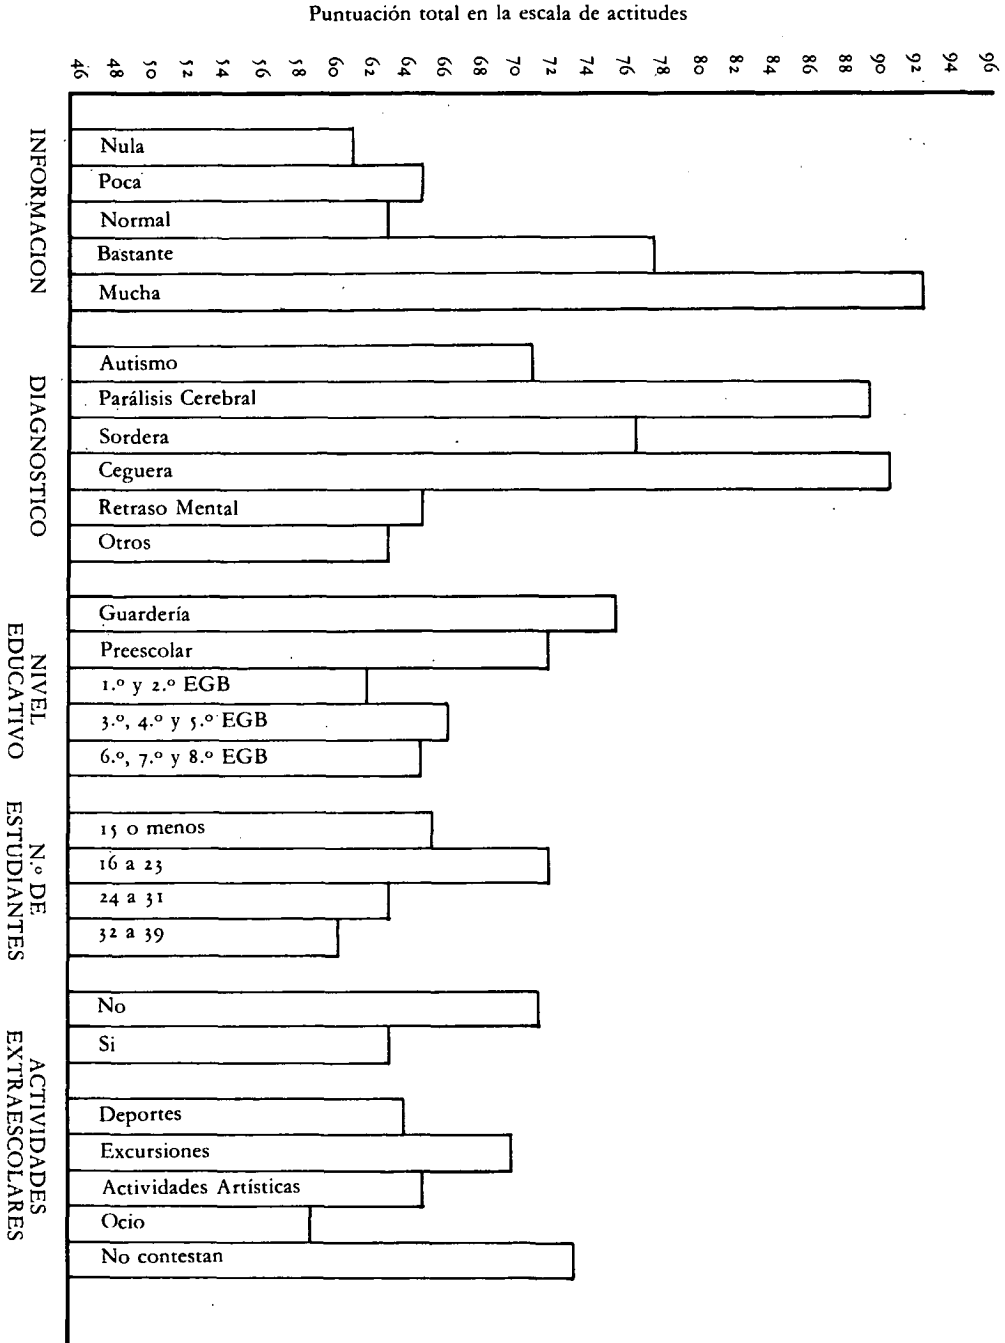 Puntuación total en la escala de actitudes
46 48 50 52 54 56 58 60 62 64 66 68 70 72 74 76 78 80 82 84 86 88 90 92 94 96
INFORMACION
Nula
Poca
Normal
Bastante
Mucha
DIAGNOSTICO
Autismo
Parálisis Cerebral
Sordera
Ceguera
Retraso Mental
Otros
NIVEL
EDUCATIVO
Guardería
Preescolar
1.º y 2.º EGB
3.º, 4.º y 5.º EGB
6.º, 7.º y 8.º EGB
N.º DE
ESTUDIANTES
15 o menos
16 a 23
24 a 31
32 a 39
ACTIVIDADES
EXTRAESCOLARES
No
Si
Deportes
Excursiones
Actividades Artísticas
Ocio
No contestan